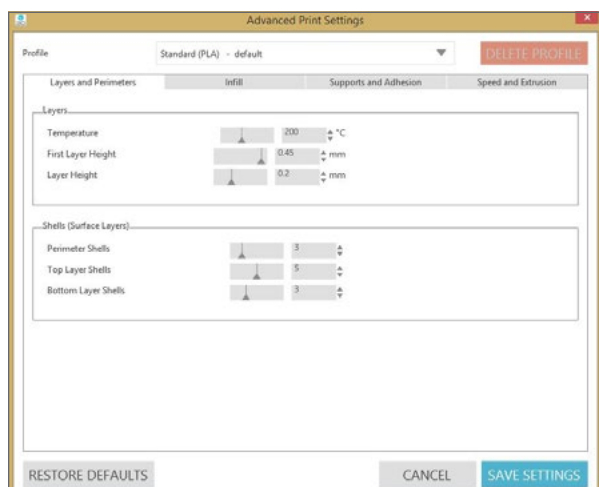 Advanced Print Settings
Profile Standard (PLA) - default DELETE PROFILE
Layers and Perimeters Infill Supports and Adhesion Speed and Extrusion
Layers
Temperature 200 °C
First Layer Height 0.45 mm
Layer Height 0.2 mm
Shells (Surface Layers)
Perimeter Shells 3
Top Layer Shells 5
Bottom Layer Shells 3
RESTORE DEFAULTS CANCEL SAVE SETTINGS